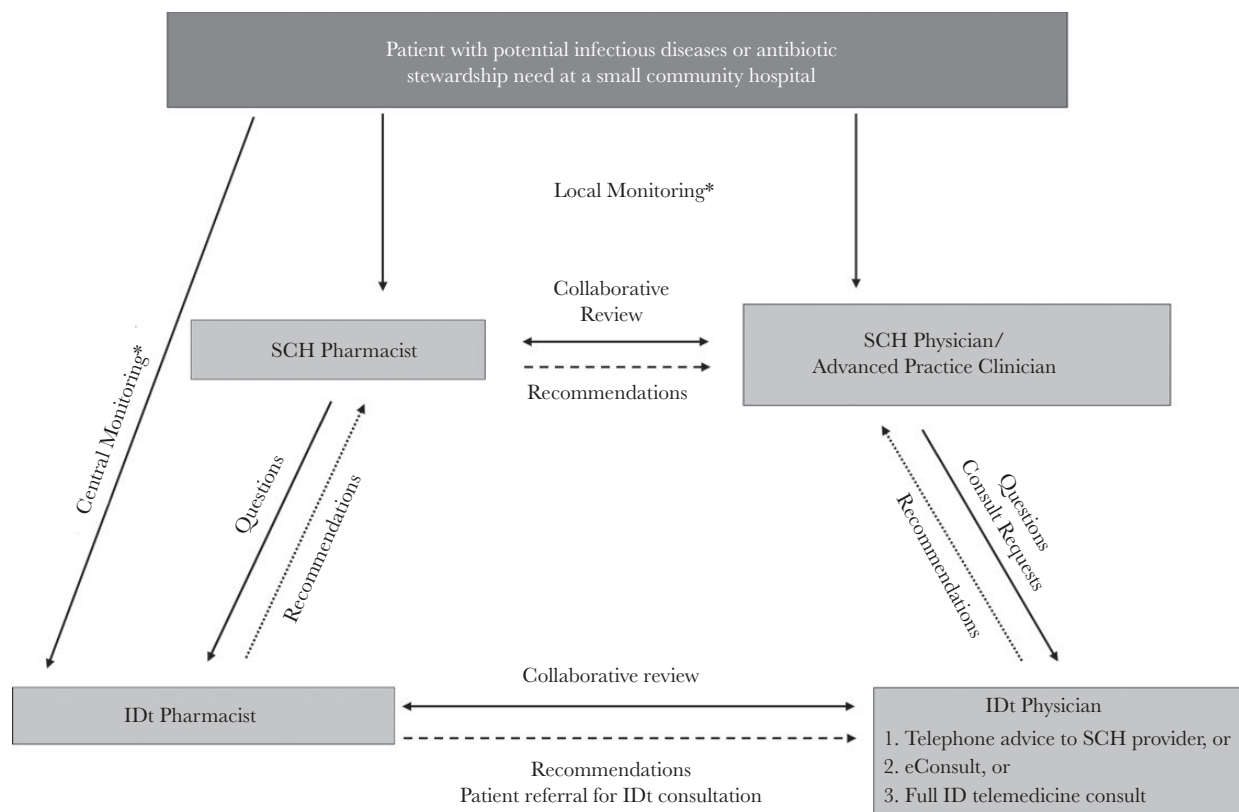 Patient with potential infectious diseases or antibiotic
stewardship need at a small community hospital
Local Monitoring*
Central Monitoring*
Collaborative
Review
SCH Pharmacist
SCH Physician/
Advanced Practice Clinician
Recommendations
Questions
Recommendations
Questions
Consult Requests
Recommendations
Collaborative review
IDt Pharmacist
IDt Physician
1. Telephone advice to SCH provider, or
2. eConsult, or
3. Full ID telemedicine consult
Recommendations
Patient referral for IDt consultation